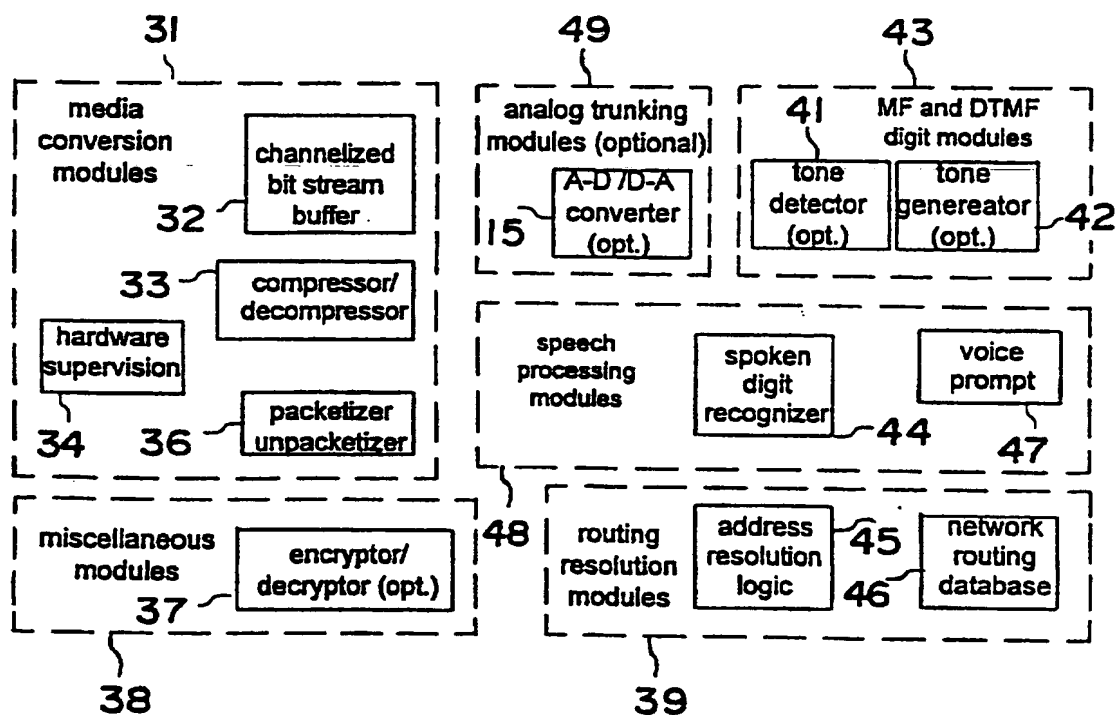 31
media
conversion
modules
channelized
bit stream
buffer
32
33
compressor/
decompressor
hardware
supervision
34
36
packetizer
unpacketizer
49
analog trunking
modules (optional)
A-D /D-A
converter
(opt.)
15
43
MF and DTMF
digit modules
41
tone
detector
(opt.)
tone
genereator
(opt.)
42
speech
processing
modules
spoken
digit
recognizer
44
voice
prompt
47
48
miscellaneous
modules
encryptor/
decryptor (opt.)
37
38
routing
resolution
modules
address
resolution
logic
45
46
network
routing
database
39